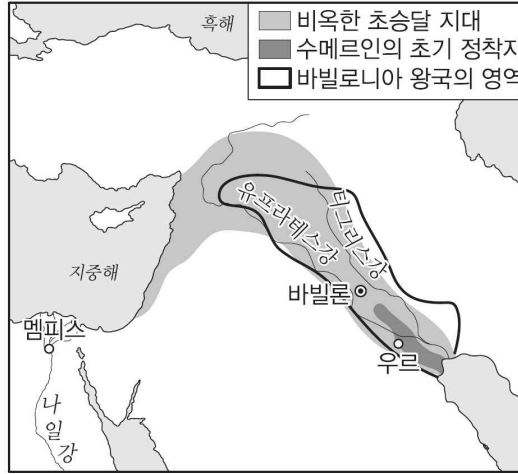 흑해
비옥한 초승달 지대
수메르인의 초기 정착지
바빌로니아 왕국의 영역
유프라테스강
티그리스강
지중해
바빌론
멤피스
우르
나일강